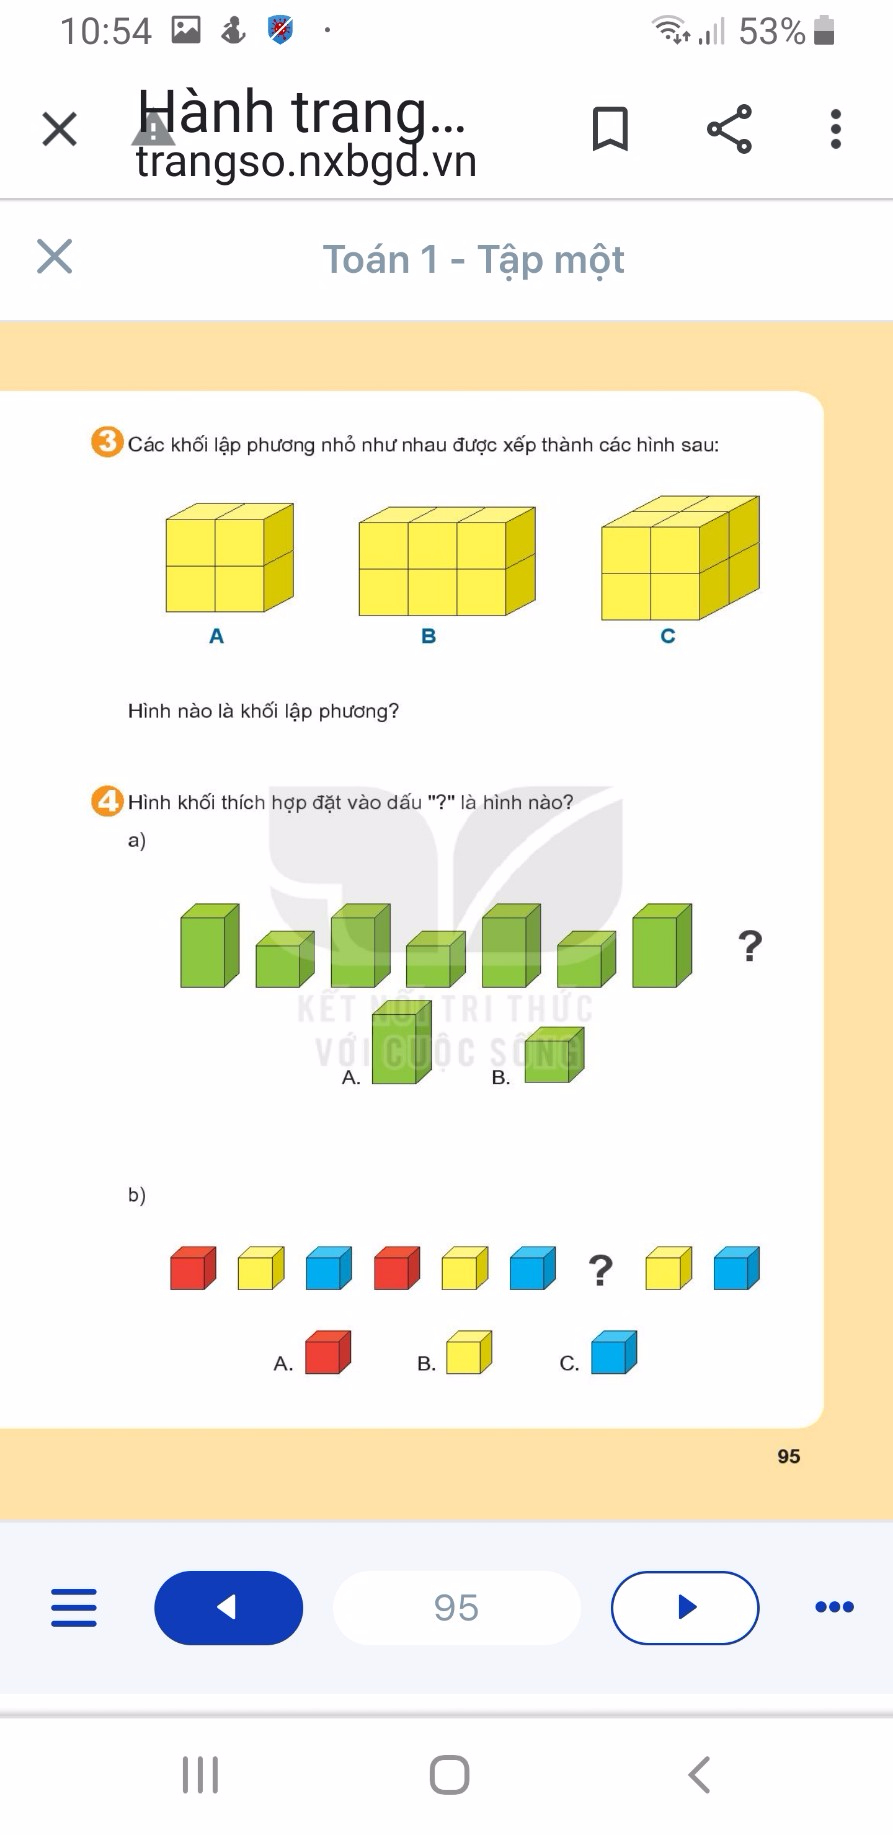 10:54
53%
Hành trang...
trangso.nxbgd.vn
Toán 1 - Tập một
3 Các khối lập phương nhỏ như nhau được xếp thành các hình sau:
A B C
Hình nào là khối lập phương?
4 Hình khối thích hợp đặt vào dấu "?" là hình nào?
a)
?
KẾT NỐI TRI THỨC
VỚI CUỘC SỐNG
A. B.
b)
?
A. B. C.
95
95